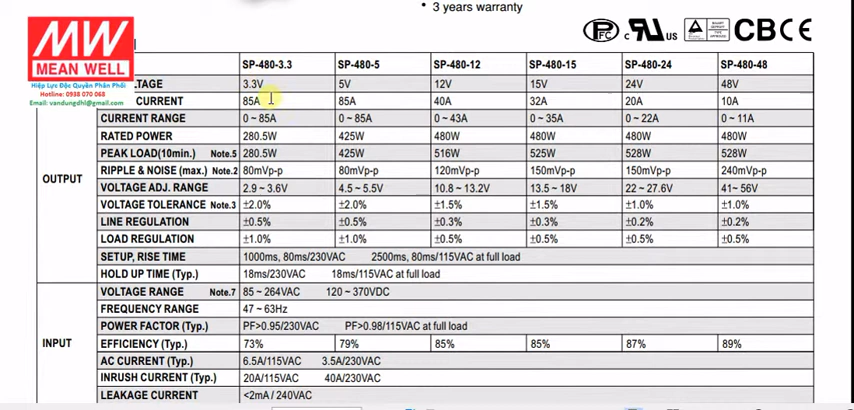 • 3 years warranty
PFC c RU US CB CE
MW
MEAN WELL
Hiệp Lực Độc Quyền Phân Phối
Hotline: 0938 070 068
Email: vandungdhl@gmail.com
SP-480-3.3 SP-480-5 SP-480-12 SP-480-15 SP-480-24 SP-480-48
OUTPUT
LTAGE 3.3V 5V 12V 15V 24V 48V
CURRENT 85A 85A 40A 32A 20A 10A
CURRENT RANGE 0 ~ 85A 0 ~ 85A 0 ~ 43A 0 ~ 35A 0 ~ 22A 0 ~ 11A
RATED POWER 280.5W 425W 480W 480W 480W 480W
PEAK LOAD(10min.) Note.5 280.5W 425W 516W 525W 528W 528W
RIPPLE & NOISE (max.) Note.2 80mVp-p 80mVp-p 120mVp-p 150mVp-p 150mVp-p 240mVp-p
VOLTAGE ADJ. RANGE 2.9 ~ 3.6V 4.5 ~ 5.5V 10.8 ~ 13.2V 13.5 ~ 18V 22 ~ 27.6V 41~ 56V
VOLTAGE TOLERANCE Note.3 ±2.0% ±2.0% ±1.5% ±1.5% ±1.0% ±1.0%
LINE REGULATION ±0.5% ±0.5% ±0.3% ±0.3% ±0.2% ±0.2%
LOAD REGULATION ±1.0% ±1.0% ±0.5% ±0.5% ±0.5% ±0.5%
SETUP, RISE TIME 1000ms, 80ms/230VAC 2500ms, 80ms/115VAC at full load
HOLD UP TIME (Typ.) 18ms/230VAC 18ms/115VAC at full load
INPUT
VOLTAGE RANGE Note.7 85 ~ 264VAC 120 ~ 370VDC
FREQUENCY RANGE 47 ~ 63Hz
POWER FACTOR (Typ.) PF>0.95/230VAC PF>0.98/115VAC at full load
EFFICIENCY (Typ.) 73% 79% 85% 85% 87% 89%
AC CURRENT (Typ.) 6.5A/115VAC 3.5A/230VAC
INRUSH CURRENT (Typ.) 20A/115VAC 40A/230VAC
LEAKAGE CURRENT <2mA / 240VAC